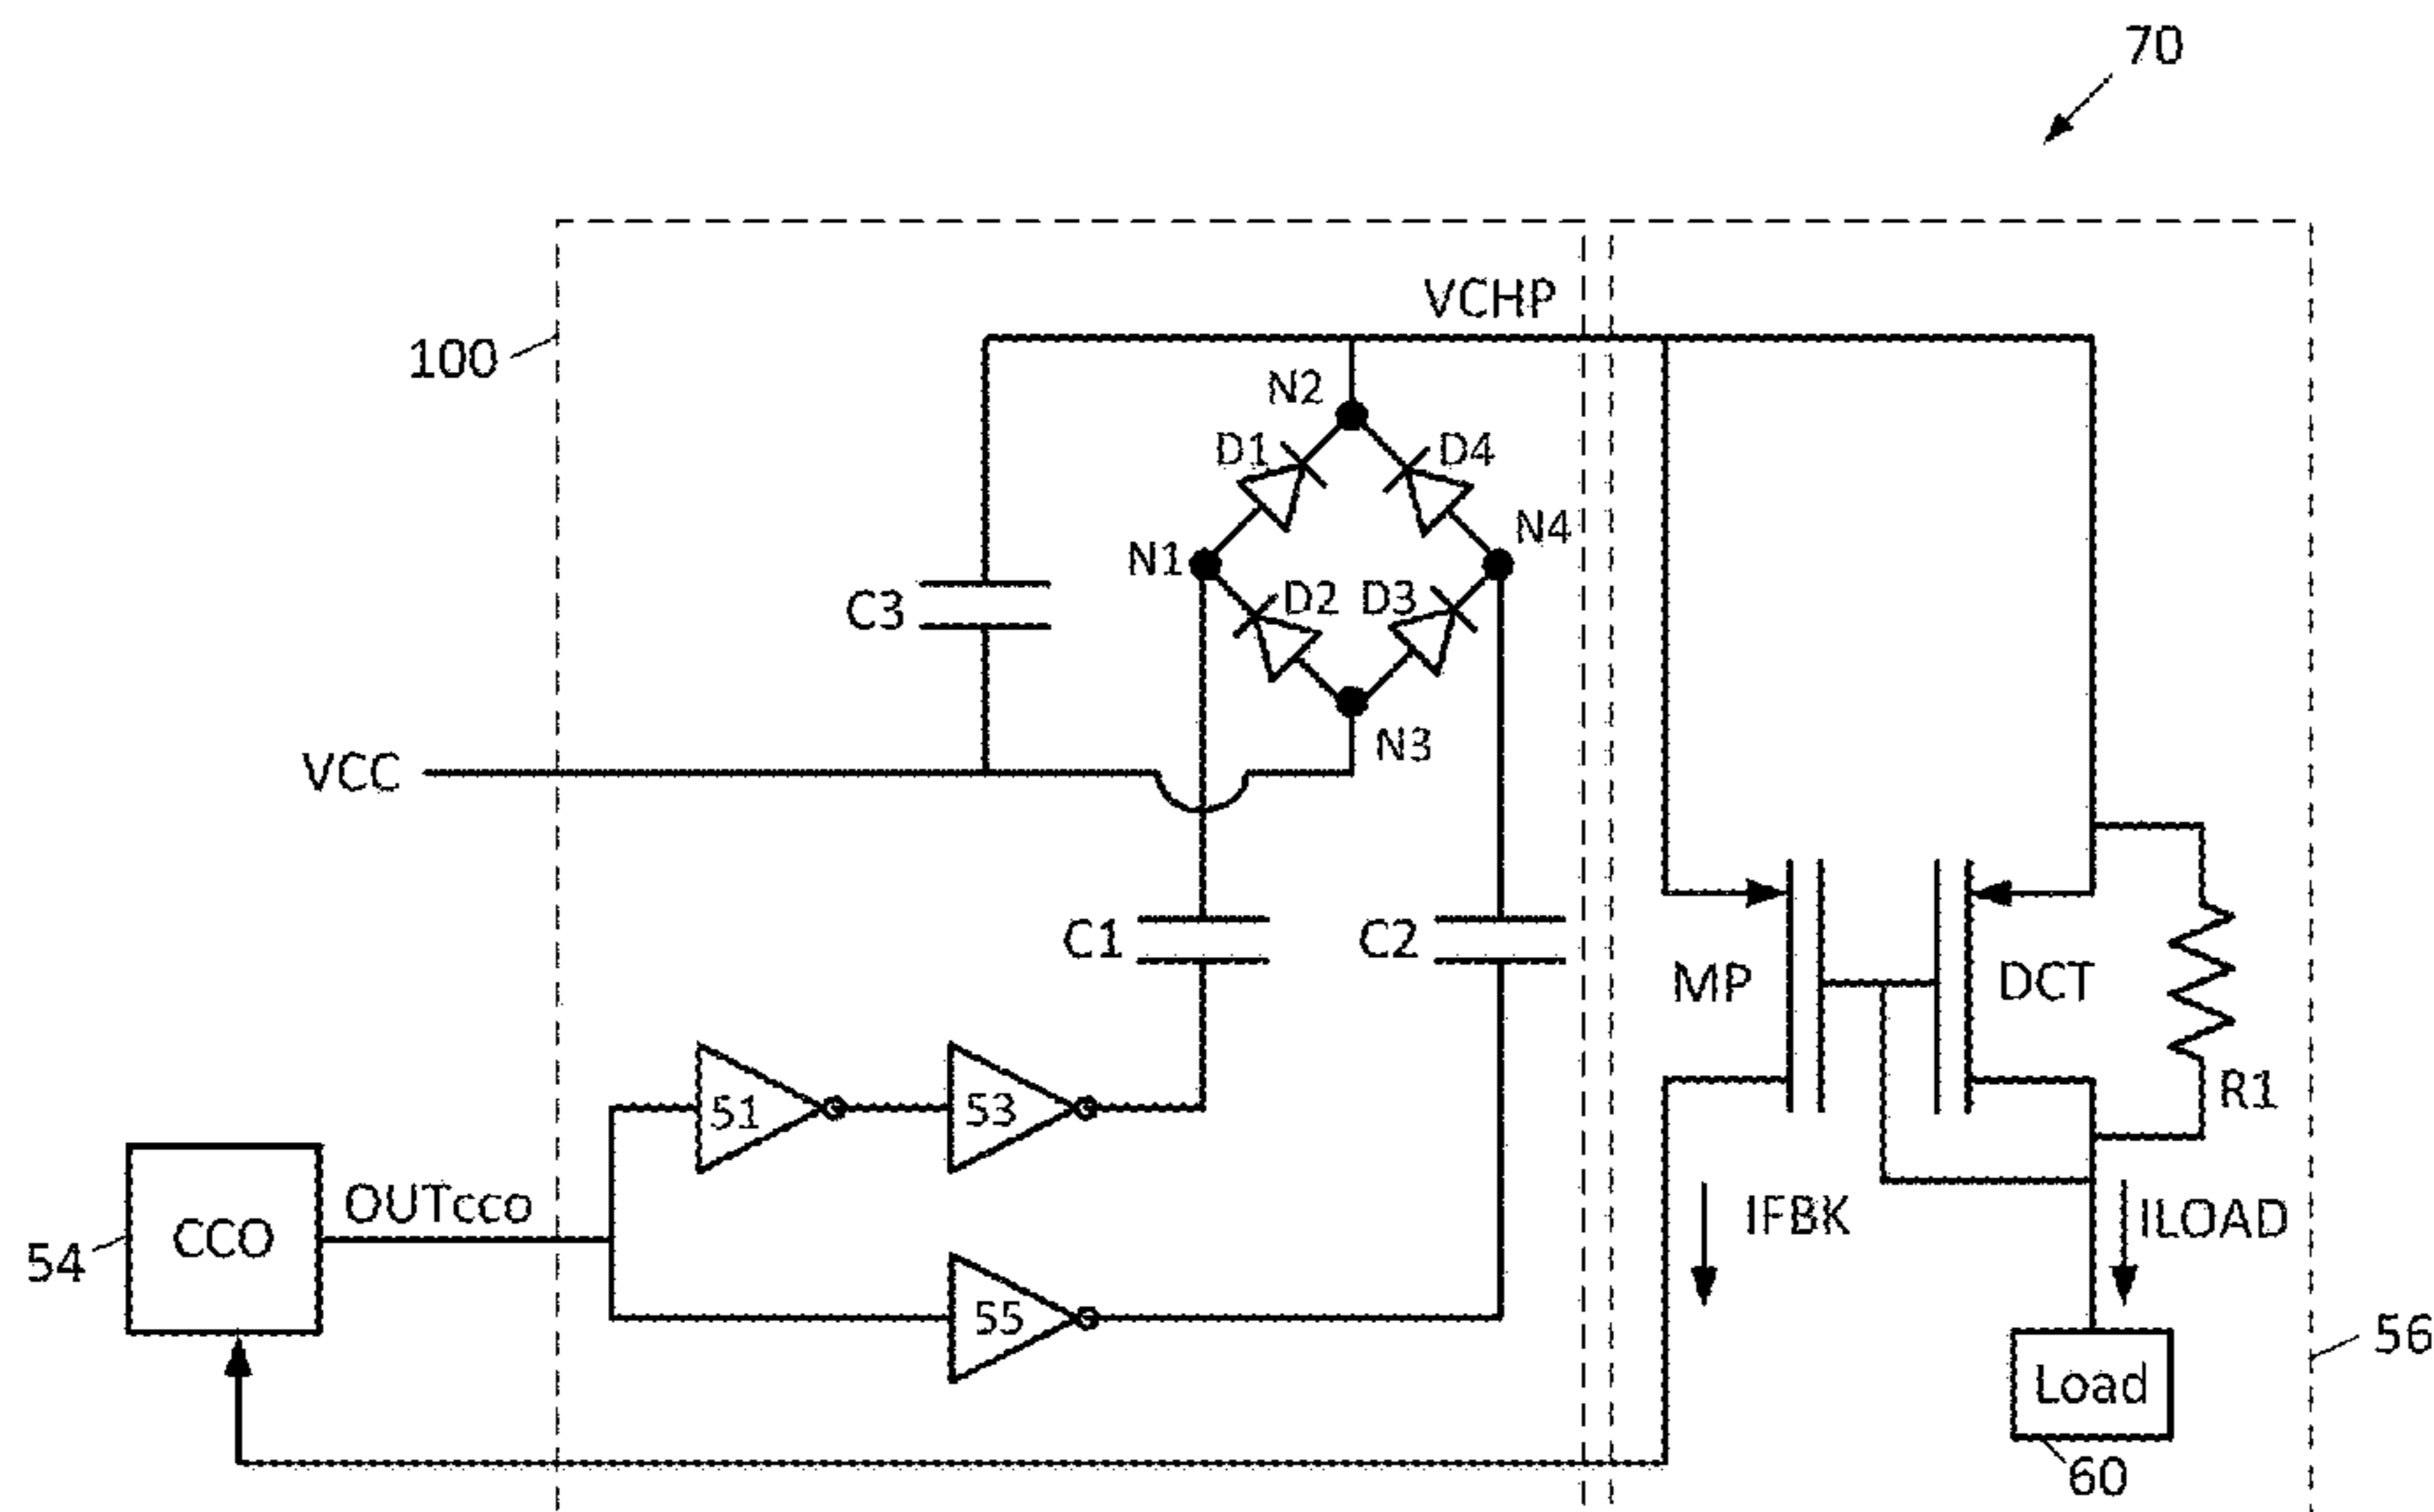 70
100
VCHP
N2
D1
D4
N1
N4
C3
D2
D3
N3
VCC
C1
C2
MP
DCT
R1
51
53
CCO
OUTCCO
54
IFBK
ILOAD
55
56
Load
60